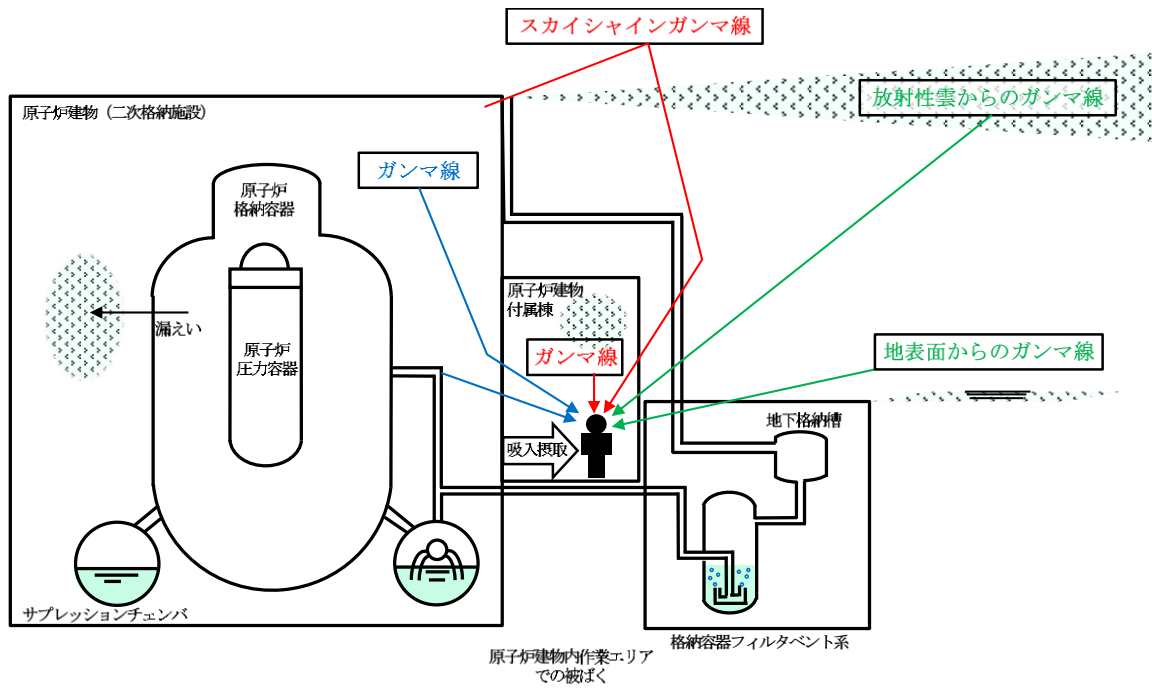 スカイシャインガンマ線
放射性雲からのガンマ線
原子炉建物（二次格納施設）
ガンマ線
原子炉
格納容器
原子炉建物
付属棟
漏えい
原子炉
圧力容器
ガンマ線
地表面からのガンマ線
地下格納槽
吸入摂取
サプレッションチェンバ
格納容器フィルタベント系
原子炉建物内作業エリア
での被ばく